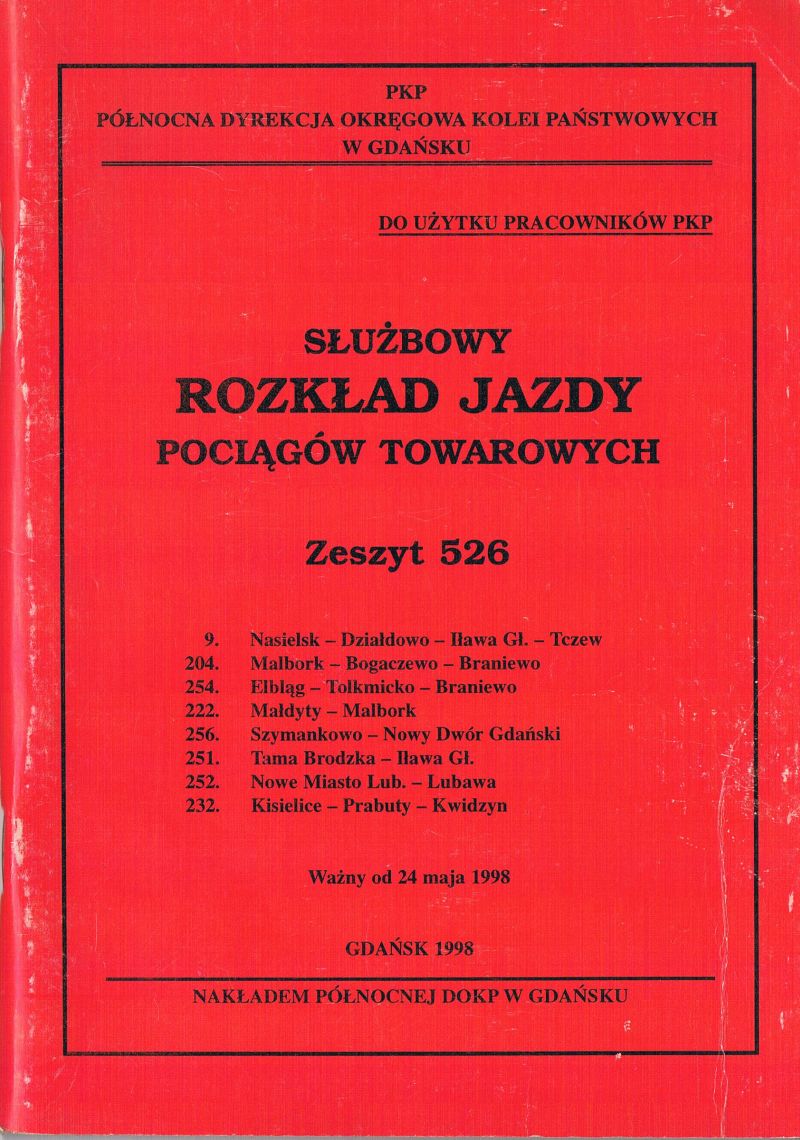 PKP
PÓŁNOCNA DYREKCJA OKRĘGOWA KOLEI PAŃSTWOWYCH
W GDAŃSKU
DO UŻYTKU PRACOWNIKÓW PKP
SŁUŻBOWY
ROZKŁAD JAZDY
POCIĄGÓW TOWAROWYCH
Zeszyt 526
9. Nasielsk – Działdowo – Iława Gł. – Tczew
204. Malbork – Bogaczewo – Braniewo
254. Elbląg – Tolkmicko – Braniewo
222. Małdyty – Malbork
256. Szymankowo – Nowy Dwór Gdański
251. Tama Brodzka – Iława Gł.
252. Nowe Miasto Lub. – Lubawa
232. Kisielice – Prabuty – Kwidzyn
Ważny od 24 maja 1998
GDAŃSK 1998
NAKŁADEM PÓŁNOCNEJ DOKP W GDAŃSKU